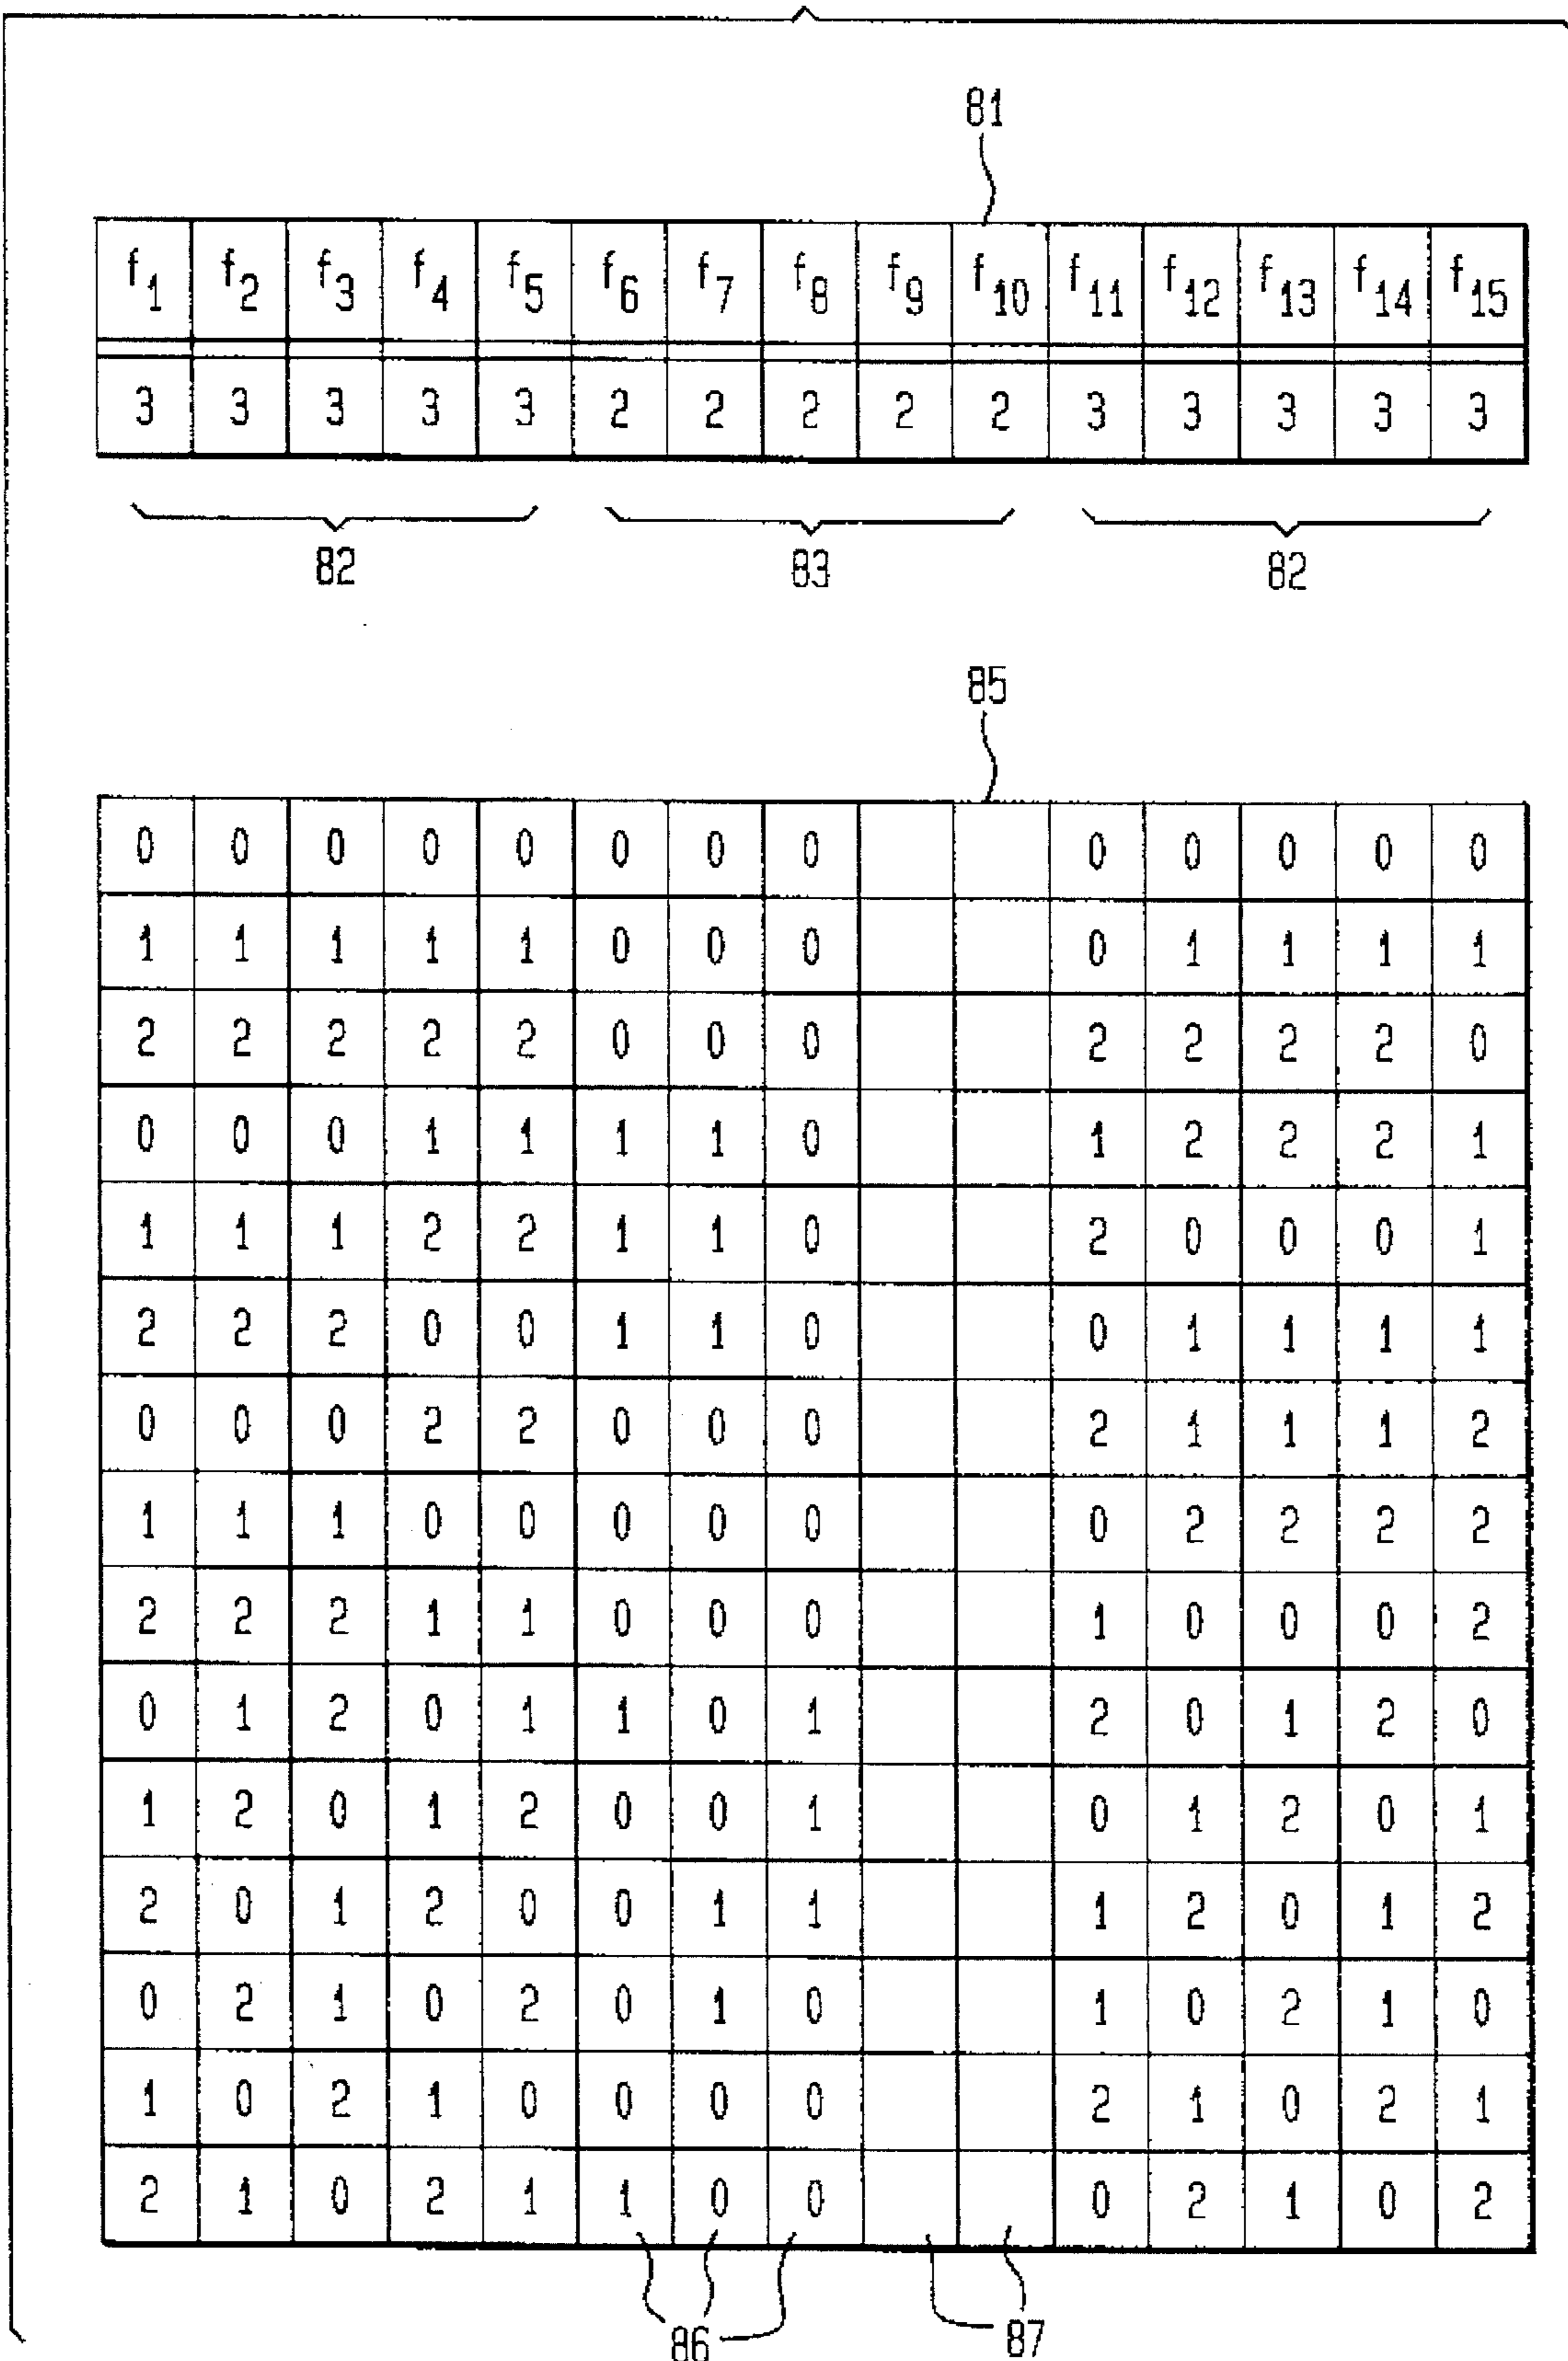 81
f1 f2 f3 f4 f5 f6 f7 f8 f9 f10 f11 f12 f13 f14 f15
3 3 3 3 3 2 2 2 2 2 3 3 3 3 3
82 83 82
85
0 0 0 0 0 0 0 0 0 0 0 0 0
1 1 1 1 1 0 0 0 0 1 1 1 1
2 2 2 2 2 0 0 0 2 2 2 2 0
0 0 0 1 1 1 1 0 1 2 2 2 1
1 1 1 2 2 1 1 0 2 0 0 0 1
2 2 2 0 0 1 1 0 0 1 1 1 1
0 0 0 2 2 0 0 0 2 1 1 1 2
1 1 1 0 0 0 0 0 0 2 2 2 2
2 2 2 1 1 0 0 0 1 0 0 0 2
0 1 2 0 1 1 0 1 2 0 1 2 0
1 2 0 1 2 0 0 1 0 1 2 0 1
2 0 1 2 0 0 1 1 1 2 0 1 2
0 2 1 0 2 0 1 0 1 0 2 1 0
1 0 2 1 0 0 0 0 2 1 0 2 1
2 1 0 2 1 1 0 0 0 2 1 0 2
86 87